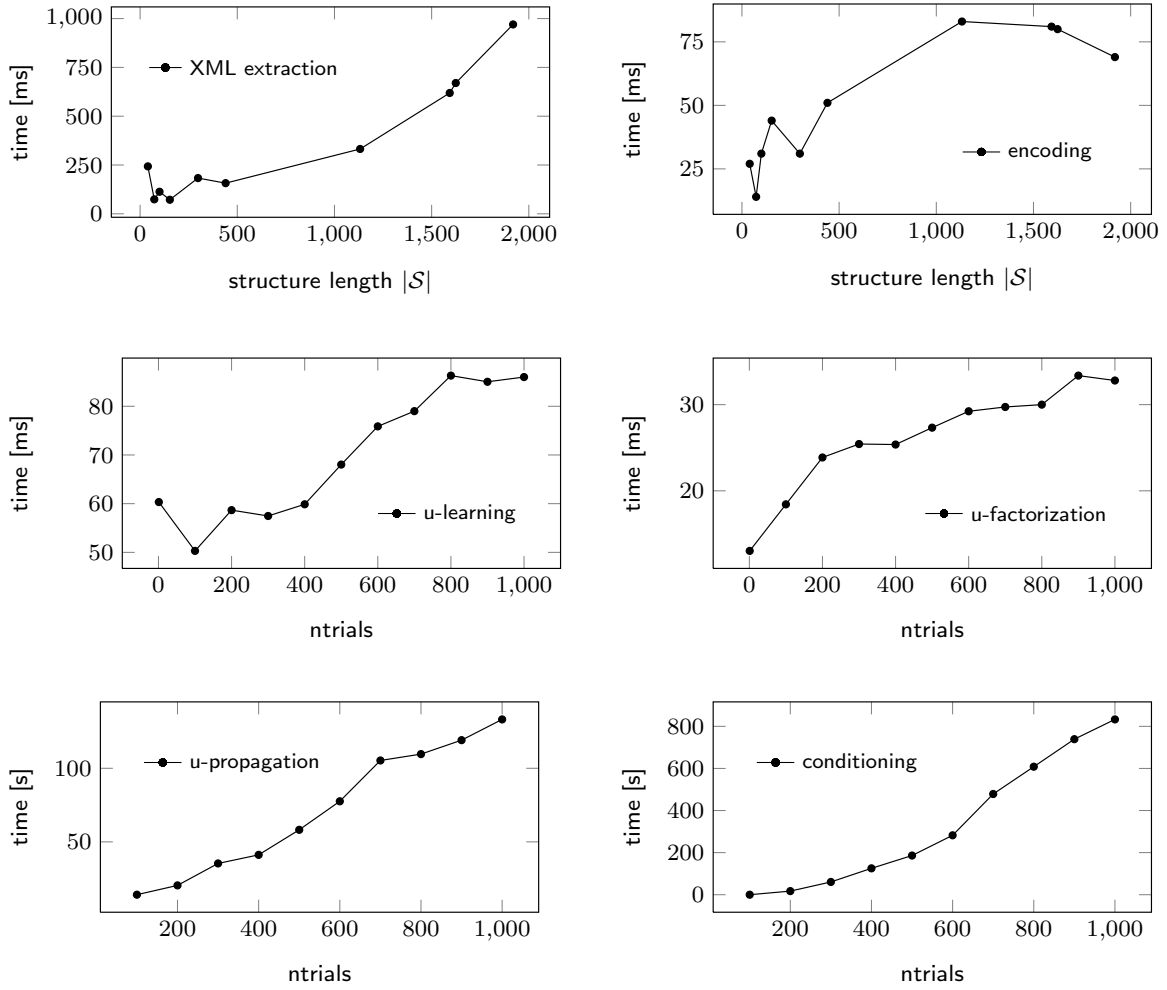 1,000
750
500
250
0
time [ms]
XML extraction
0 500 1,000 1,500 2,000
structure length |S|
75
50
25
time [ms]
encoding
0 500 1,000 1,500 2,000
structure length |S|
80
70
60
50
time [ms]
u-learning
0 200 400 600 800 1,000
ntrials
30
20
time [ms]
u-factorization
0 200 400 600 800 1,000
ntrials
100
50
time [s]
u-propagation
200 400 600 800 1,000
ntrials
800
600
400
200
0
time [s]
conditioning
200 400 600 800 1,000
ntrials